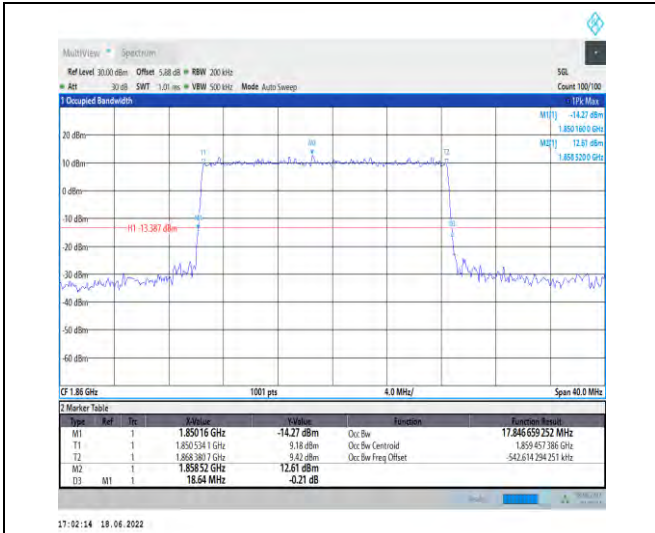 MultiView Spectrum
Ref Level 30.00 dBm Offset 5.88 dB RBW 200 kHz SGL
Att 30 dB SWT 1.01 ms VBW 500 kHz Mode Auto Sweep Count 100/100
1 Occupied Bandwidth 1Pk Max
M1[1] -14.27 dBm
1.850 160 0 GHz
M2[1] 12.61 dBm
1.858 520 0 GHz
20 dBm
T1 T2
10 dBm
0 dBm
-10 dBm
H1 -13.387 dBm
-20 dBm
-30 dBm
-40 dBm
-50 dBm
-60 dBm
CF 1.86 GHz 1001 pts 4.0 MHz/ Span 40.0 MHz
2 Marker Table
Type Ref Trc X-Value Y-Value Function Function Result
M1 1 1.85016 GHz -14.27 dBm Occ Bw 17.846 659 252 MHz
T1 1 1.850 534 1 GHz 9.18 dBm Occ Bw Centroid 1.859 457 386 GHz
T2 1 1.868 380 7 GHz 9.42 dBm Occ Bw Freq Offset -542.614 294 251 kHz
M2 1 1.858 52 GHz 12.61 dBm
D3 M1 1 18.64 MHz -0.21 dB
17:02:14 18.06.2022